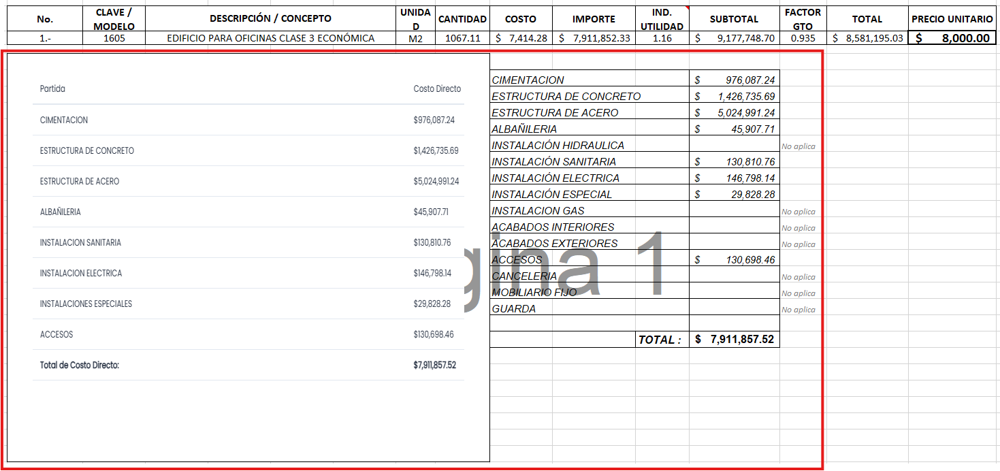 No. CLAVE / MODELO DESCRIPCIÓN / CONCEPTO UNIDAD CANTIDAD COSTO IMPORTE IND. UTILIDAD SUBTOTAL FACTOR GTO TOTAL PRECIO UNITARIO
1.- 1605 EDIFICIO PARA OFICINAS CLASE 3 ECONÓMICA M2 1067.11 $ 7,414.28 $ 7,911,852.33 1.16 $ 9,177,748.70 0.935 $ 8,581,195.03 $ 8,000.00
Partida Costo Directo
CIMENTACION $976,087.24
ESTRUCTURA DE CONCRETO $1,426,735.69
ESTRUCTURA DE ACERO $5,024,991.24
ALBAÑILERIA $45,907.71
INSTALACION SANITARIA $130,810.76
INSTALACION ELECTRICA $146,798.14
INSTALACIONES ESPECIALES $29,828.28
ACCESOS $130,698.46
Total de Costo Directo: $7,911,857.52
CIMENTACION $ 976,087.24
ESTRUCTURA DE CONCRETO $ 1,426,735.69
ESTRUCTURA DE ACERO $ 5,024,991.24
ALBAÑILERIA $ 45,907.71
INSTALACIÓN HIDRAULICA No aplica
INSTALACIÓN SANITARIA $ 130,810.76
INSTALACIÓN ELECTRICA $ 146,798.14
INSTALACIÓN ESPECIAL $ 29,828.28
INSTALACION GAS No aplica
ACABADOS INTERIORES No aplica
ACABADOS EXTERIORES No aplica
ACCESOS $ 130,698.46
CANCELERIA No aplica
MOBILIARIO FIJO No aplica
GUARDA No aplica
TOTAL : $ 7,911,857.52
gina 1